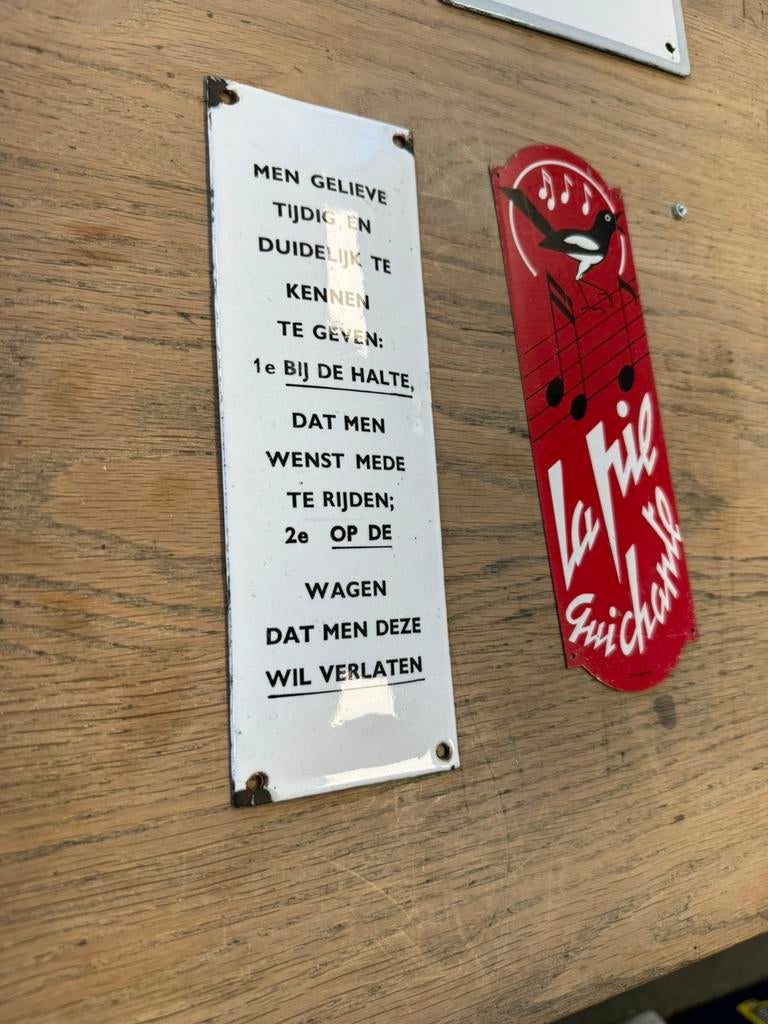 MEN GELIEVE
TIJDIG EN
DUIDELIJK TE
KENNEN
TE GEVEN:
1e BIJ DE HALTE,
DAT MEN
WENST MEDE
TE RIJDEN;
2e OP DE
WAGEN
DAT MEN DEZE
WIL VERLATEN
La pie
qui chante